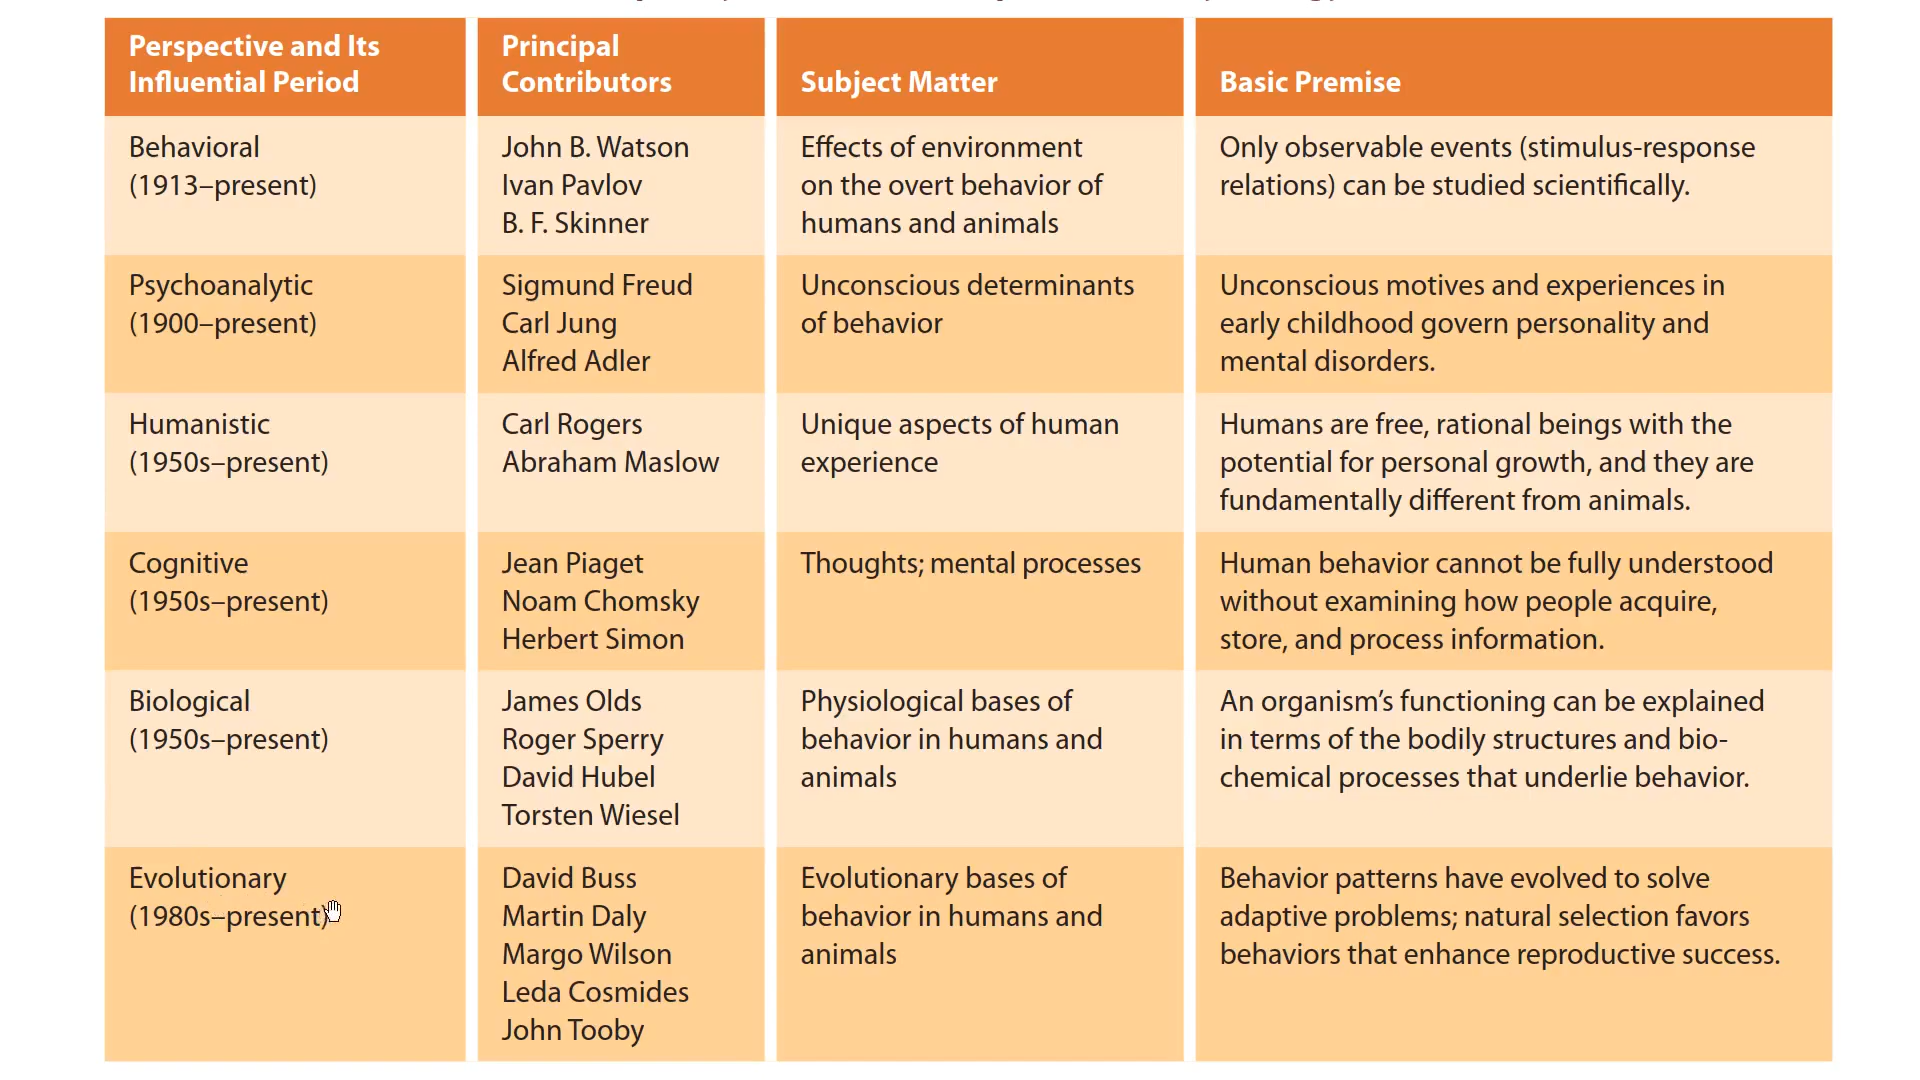 Perspective and Its
Influential Period
Principal
Contributors
Subject Matter
Basic Premise
Behavioral
(1913–present)
John B. Watson
Ivan Pavlov
B. F. Skinner
Effects of environment
on the overt behavior of
humans and animals
Only observable events (stimulus-response
relations) can be studied scientifically.
Psychoanalytic
(1900–present)
Sigmund Freud
Carl Jung
Alfred Adler
Unconscious determinants
of behavior
Unconscious motives and experiences in
early childhood govern personality and
mental disorders.
Humanistic
(1950s–present)
Carl Rogers
Abraham Maslow
Unique aspects of human
experience
Humans are free, rational beings with the
potential for personal growth, and they are
fundamentally different from animals.
Cognitive
(1950s–present)
Jean Piaget
Noam Chomsky
Herbert Simon
Thoughts; mental processes
Human behavior cannot be fully understood
without examining how people acquire,
store, and process information.
Biological
(1950s–present)
James Olds
Roger Sperry
David Hubel
Torsten Wiesel
Physiological bases of
behavior in humans and
animals
An organism’s functioning can be explained
in terms of the bodily structures and bio-
chemical processes that underlie behavior.
Evolutionary
(1980s–present)
David Buss
Martin Daly
Margo Wilson
Leda Cosmides
John Tooby
Evolutionary bases of
behavior in humans and
animals
Behavior patterns have evolved to solve
adaptive problems; natural selection favors
behaviors that enhance reproductive success.